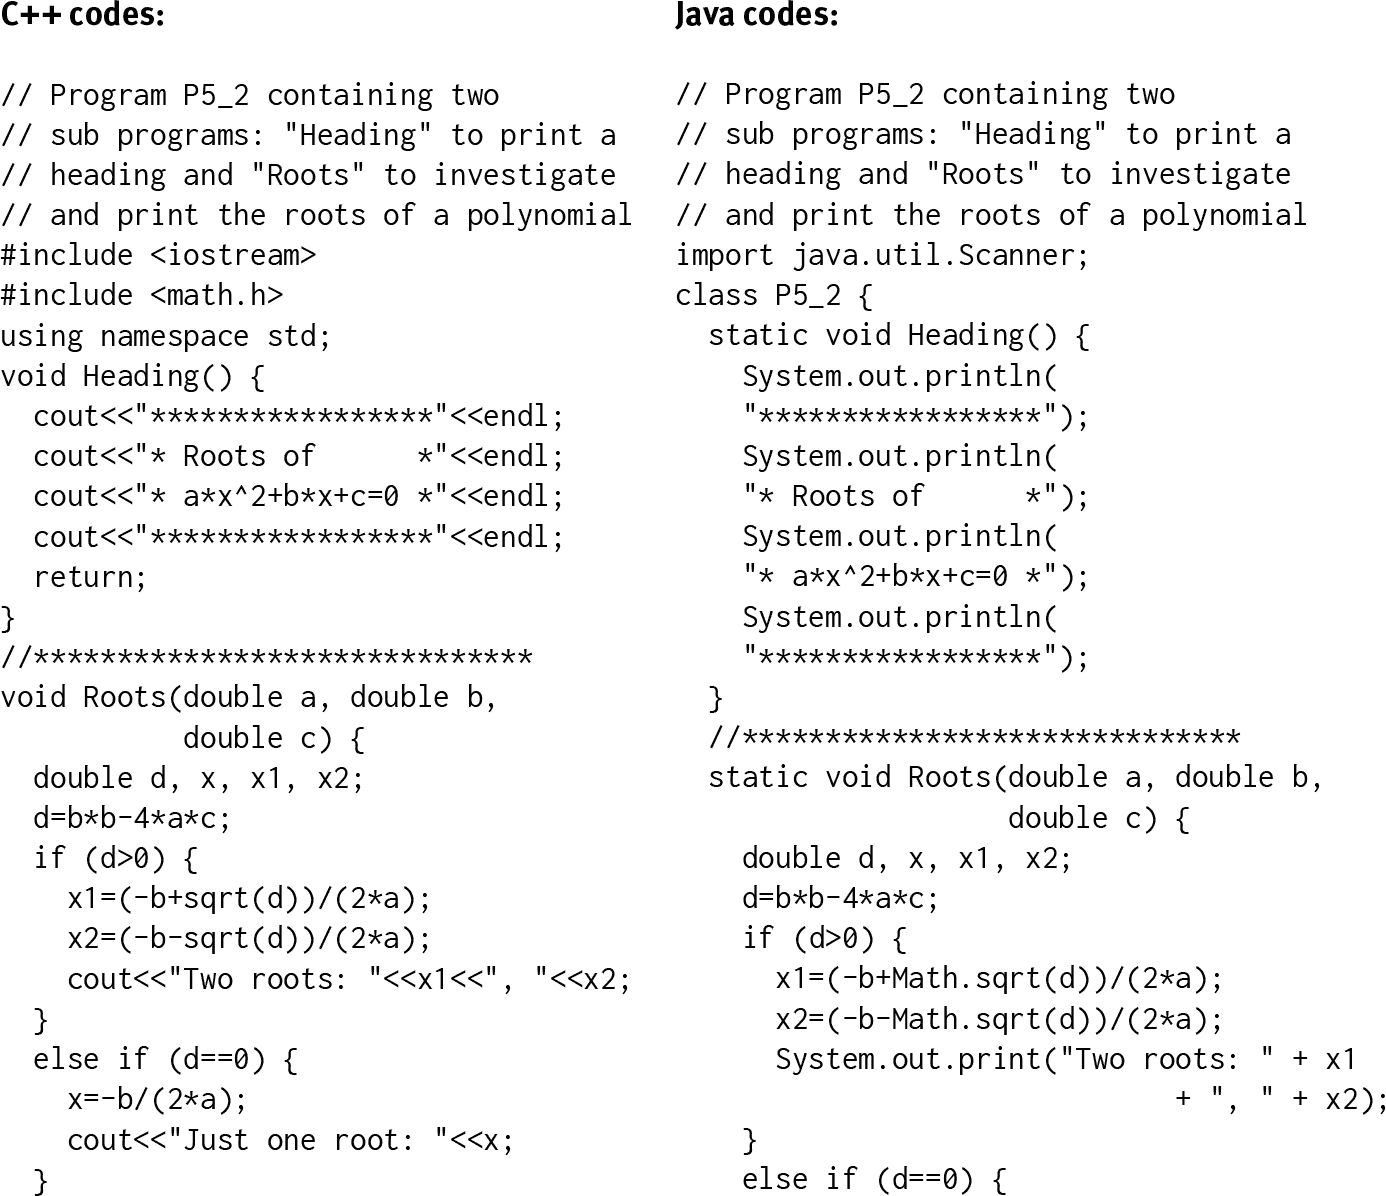 C++ codes:
// Program P5_2 containing two
// sub programs: "Heading" to print a
// heading and "Roots" to investigate
// and print the roots of a polynomial
#include <iostream>
#include <math.h>
using namespace std;
void Heading() {
  cout<<"*****************"<<endl;
  cout<<"* Roots of      *"<<endl;
  cout<<"* a*x^2+b*x+c=0 *"<<endl;
  cout<<"*****************"<<endl;
  return;
}
//******************************
void Roots(double a, double b,
           double c) {
  double d, x, x1, x2;
  d=b*b-4*a*c;
  if (d>0) {
    x1=(-b+sqrt(d))/(2*a);
    x2=(-b-sqrt(d))/(2*a);
    cout<<"Two roots: "<<x1<<", "<<x2;
  }
  else if (d==0) {
    x=-b/(2*a);
    cout<<"Just one root: "<<x;
  }
Java codes:
// Program P5_2 containing two
// sub programs: "Heading" to print a
// heading and "Roots" to investigate
// and print the roots of a polynomial
import java.util.Scanner;
class P5_2 {
  static void Heading() {
    System.out.println(
    "*****************");
    System.out.println(
    "* Roots of      *");
    System.out.println(
    "* a*x^2+b*x+c=0 *");
    System.out.println(
    "*****************");
  }
  //******************************
  static void Roots(double a, double b,
                    double c) {
    double d, x, x1, x2;
    d=b*b-4*a*c;
    if (d>0) {
      x1=(-b+Math.sqrt(d))/(2*a);
      x2=(-b-Math.sqrt(d))/(2*a);
      System.out.print("Two roots: " + x1
                              + ", " + x2);
    }
    else if (d==0) {